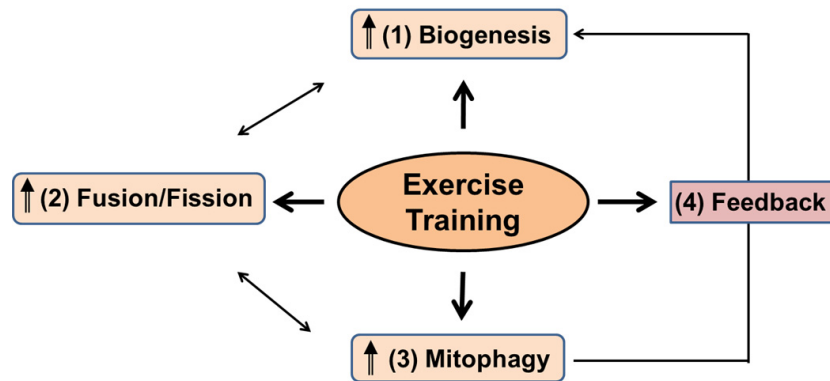 (1) Biogenesis
(2) Fusion/Fission
Exercise
Training
(4) Feedback
(3) Mitophagy